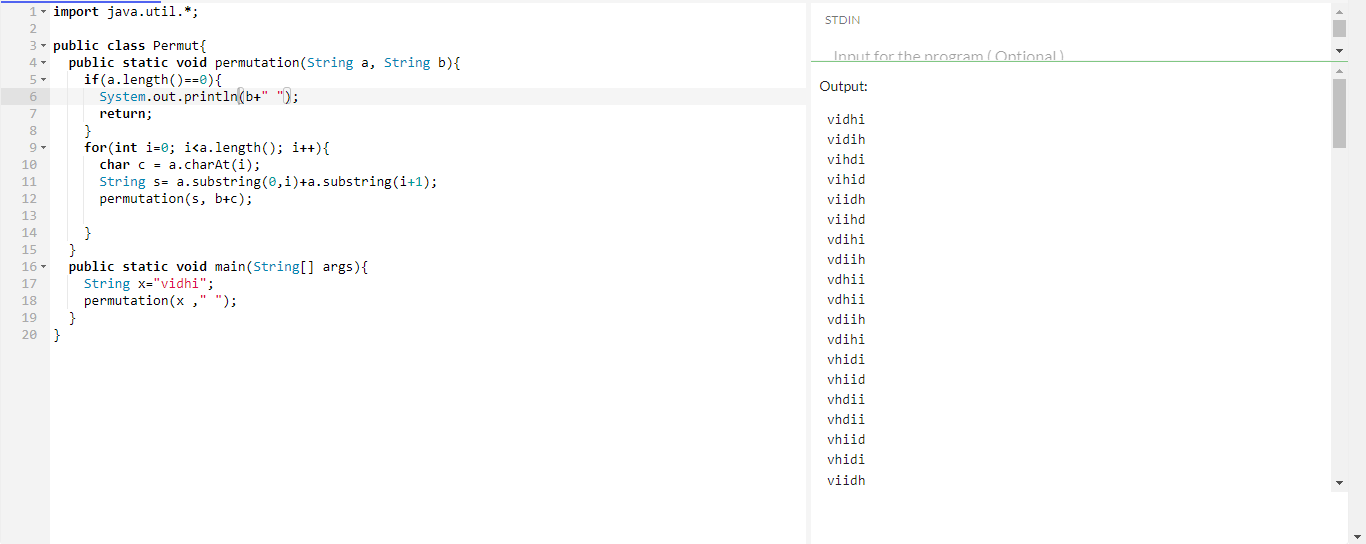 1 import java.util.*;
2
3 public class Permut{
4 public static void permutation(String a, String b){
5 if(a.length()==0){
6 System.out.println(b+" ");
7 return;
8 }
9 for(int i=0; i<a.length(); i++){
10 char c = a.charAt(i);
11 String s= a.substring(0,i)+a.substring(i+1);
12 permutation(s, b+c);
13
14 }
15 }
16 public static void main(String[] args){
17 String x="vidhi";
18 permutation(x ," ");
19 }
20 }
STDIN
Input for the program ( Optional )
Output:
vidhi
vidih
vihdi
vihid
viidh
viihd
vdihi
vdiih
vdhii
vdhii
vdiih
vdihi
vhidi
vhiid
vhdii
vhdii
vhiid
vhidi
viidh